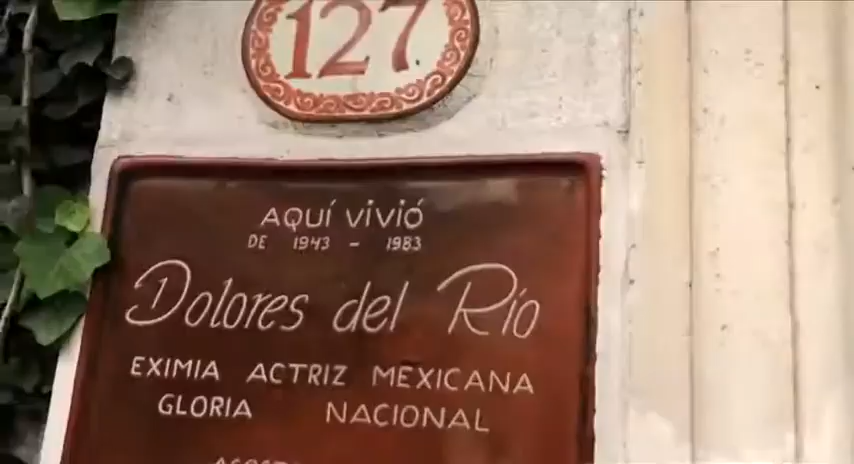 127
AQUÍ VIVIÓ
DE 1943 - 1983
Dolores del Río
EXIMIA ACTRIZ MEXICANA
GLORIA NACIONAL